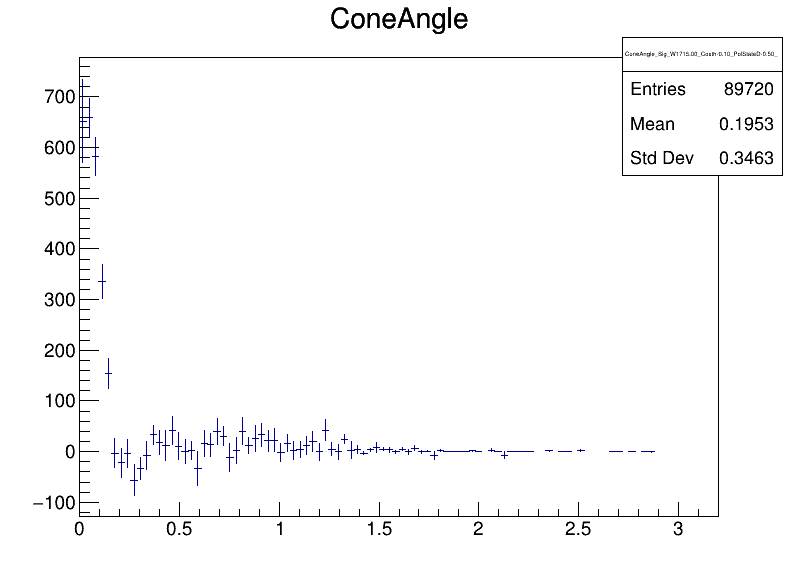 ConeAngle
ConeAngle_Sig_W1715.00_Costh-0.10_PolStateD-0.50_
Entries 89720
Mean 0.1953
Std Dev 0.3463
700
600
500
400
300
200
100
0
−100
0 0.5 1 1.5 2 2.5 3